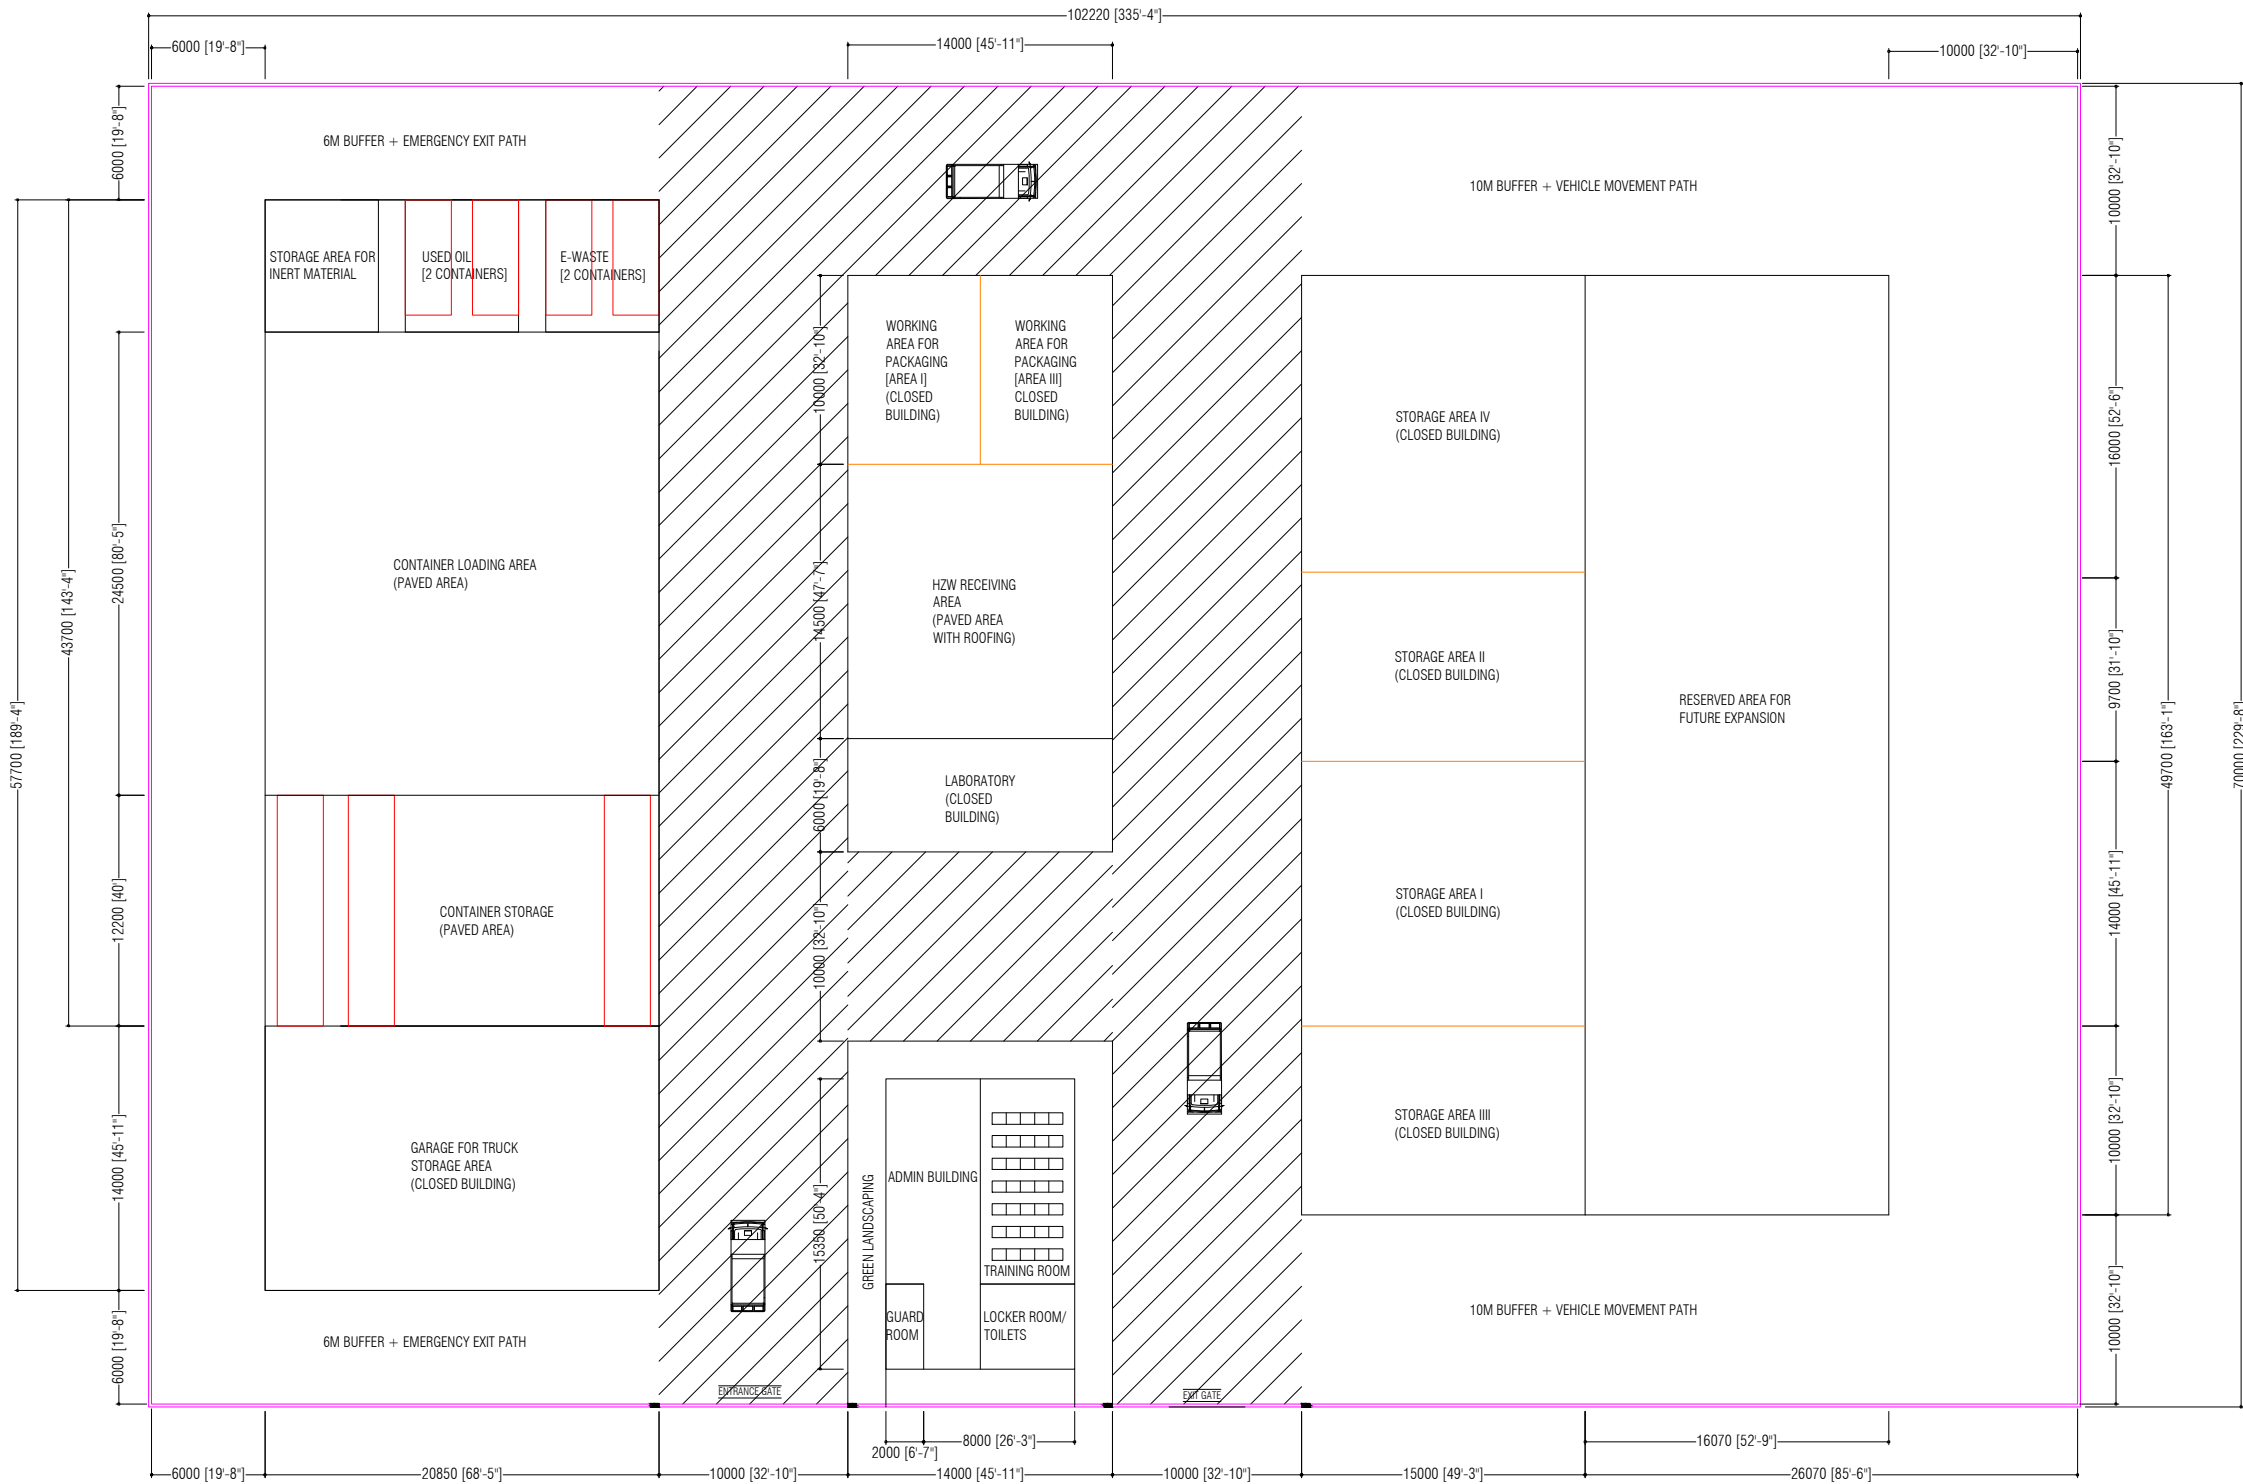 102220 [335'-4"]
6000 [19'-8"]
14000 [45'-11"]
10000 [32'-10"]
6000 [19'-8"]
6M BUFFER + EMERGENCY EXIT PATH
10M BUFFER + VEHICLE MOVEMENT PATH
10000 [32'-10"]
STORAGE AREA FOR
INERT MATERIAL
USED OIL
[2 CONTAINERS]
E-WASTE
[2 CONTAINERS]
WORKING
AREA FOR
PACKAGING
[AREA I]
(CLOSED
BUILDING)
WORKING
AREA FOR
PACKAGING
[AREA III]
CLOSED
BUILDING)
10000 [32'-10"]
STORAGE AREA IV
(CLOSED BUILDING)
16000 [52'-6"]
24500 [80'-5"]
43700 [143'-4"]
57700 [189'-4"]
CONTAINER LOADING AREA
(PAVED AREA)
14500 [47'-7"]
HZW RECEIVING
AREA
(PAVED AREA
WITH ROOFING)
STORAGE AREA II
(CLOSED BUILDING)
RESERVED AREA FOR
FUTURE EXPANSION
9700 [31'-10"]
49700 [163'-1"]
70000 [229'-8"]
6000 [19'-8"]
LABORATORY
(CLOSED
BUILDING)
12200 [40']
CONTAINER STORAGE
(PAVED AREA)
10000 [32'-10"]
STORAGE AREA I
(CLOSED BUILDING)
14000 [45'-11"]
14000 [45'-11"]
GARAGE FOR TRUCK
STORAGE AREA
(CLOSED BUILDING)
15350 [50'-4"]
GREEN LANDSCAPING
ADMIN BUILDING
TRAINING ROOM
STORAGE AREA IIII
(CLOSED BUILDING)
10000 [32'-10"]
GUARD
ROOM
LOCKER ROOM/
TOILETS
6000 [19'-8"]
6M BUFFER + EMERGENCY EXIT PATH
10M BUFFER + VEHICLE MOVEMENT PATH
10000 [32'-10"]
ENTRANCE GATE
EXIT GATE
2000 [6'-7"]
8000 [26'-3"]
16070 [52'-9"]
6000 [19'-8"]
20850 [68'-5"]
10000 [32'-10"]
14000 [45'-11"]
10000 [32'-10"]
15000 [49'-3"]
26070 [85'-6"]